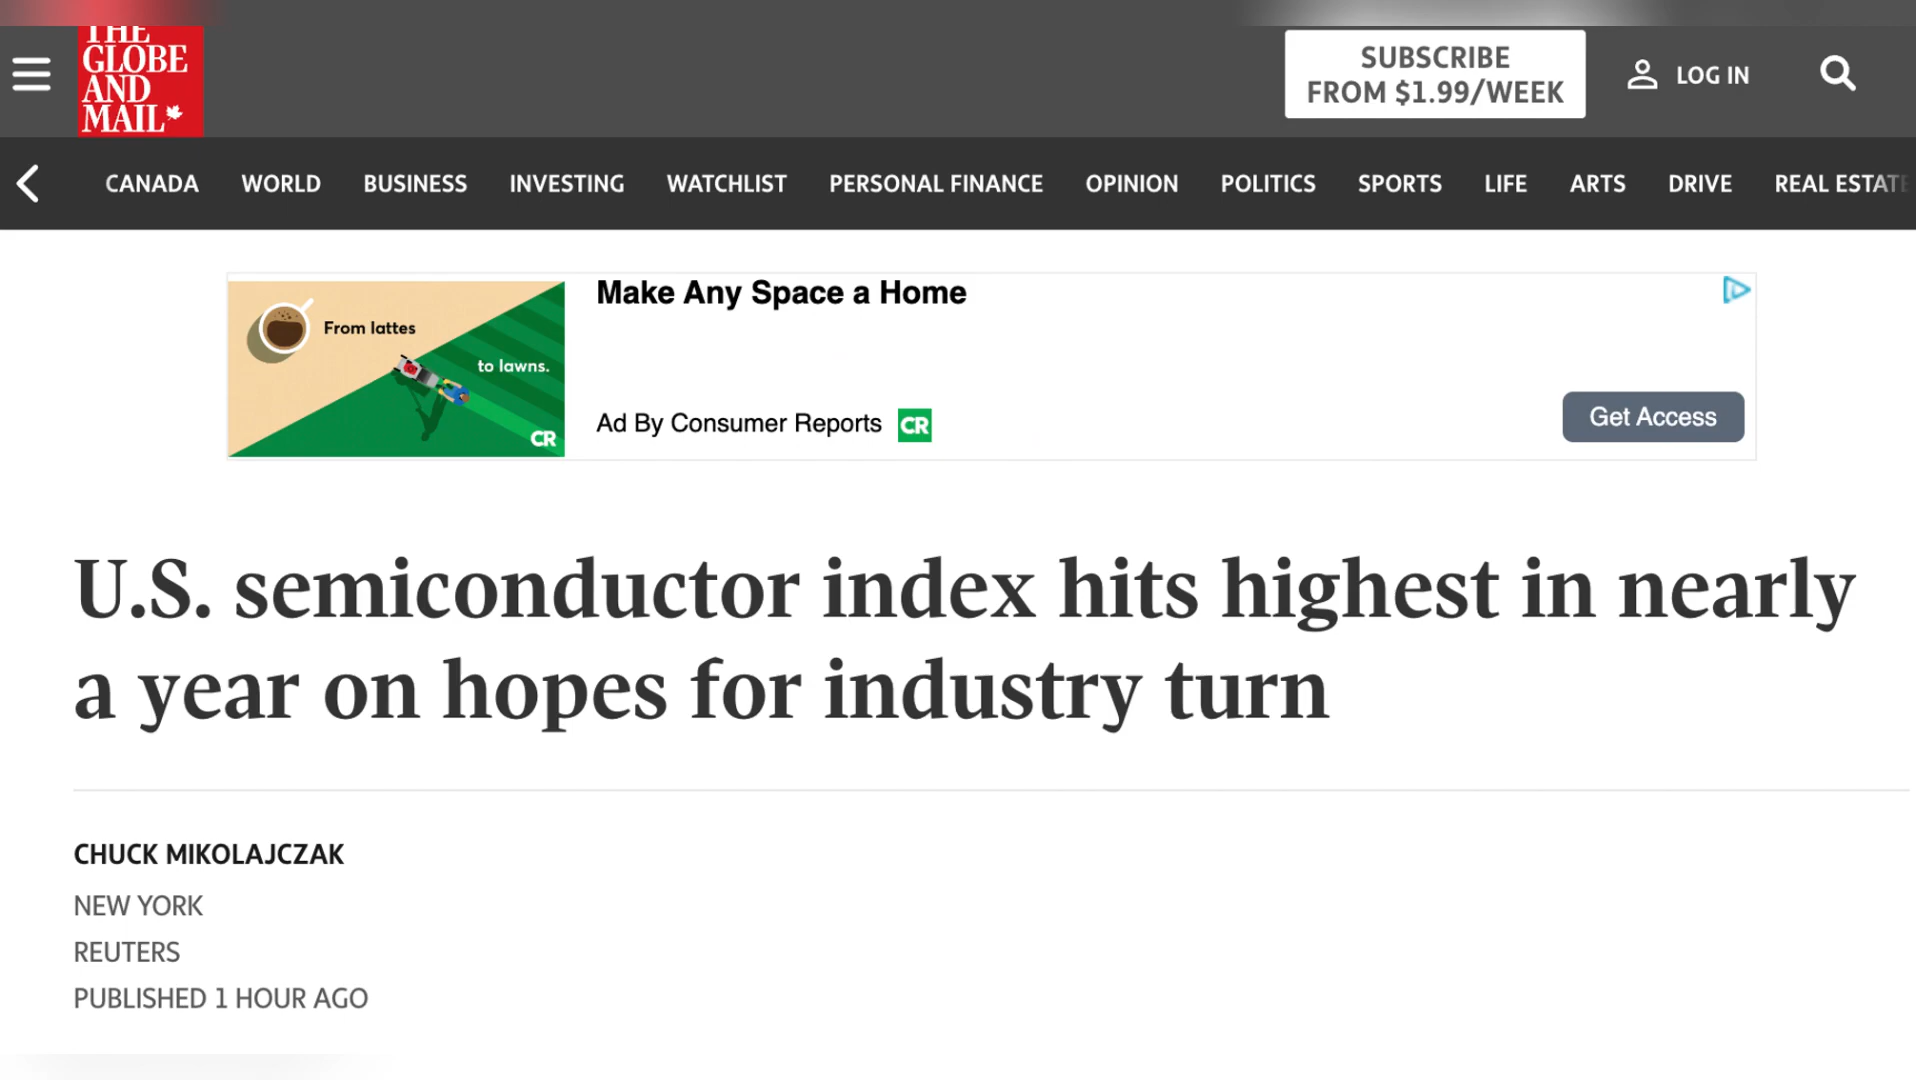 THE
GLOBE
AND
MAIL
SUBSCRIBE
FROM $1.99/WEEK
LOG IN
CANADA WORLD BUSINESS INVESTING WATCHLIST PERSONAL FINANCE OPINION POLITICS SPORTS LIFE ARTS DRIVE REAL ESTATE
From lattes
to lawns.
CR
Make Any Space a Home
Ad By Consumer Reports CR
Get Access
U.S. semiconductor index hits highest in nearly
a year on hopes for industry turn
CHUCK MIKOLAJCZAK
NEW YORK
REUTERS
PUBLISHED 1 HOUR AGO